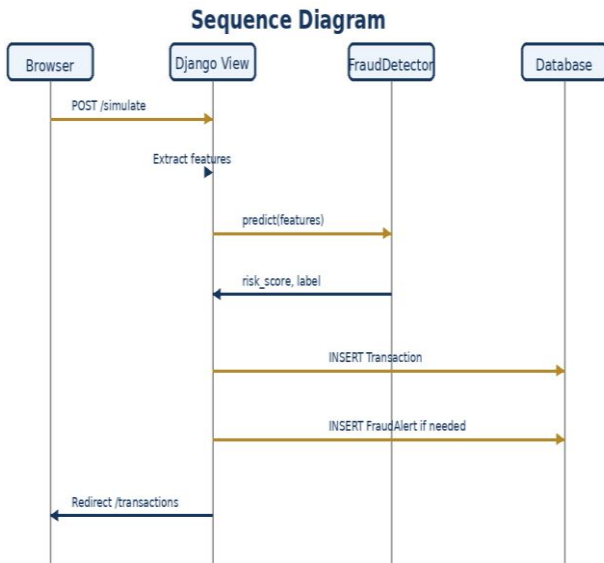 Sequence Diagram
Browser
Django View
FraudDetector
Database
POST /simulate
Extract features
predict(features)
risk_score, label
INSERT Transaction
INSERT FraudAlert if needed
Redirect /transactions